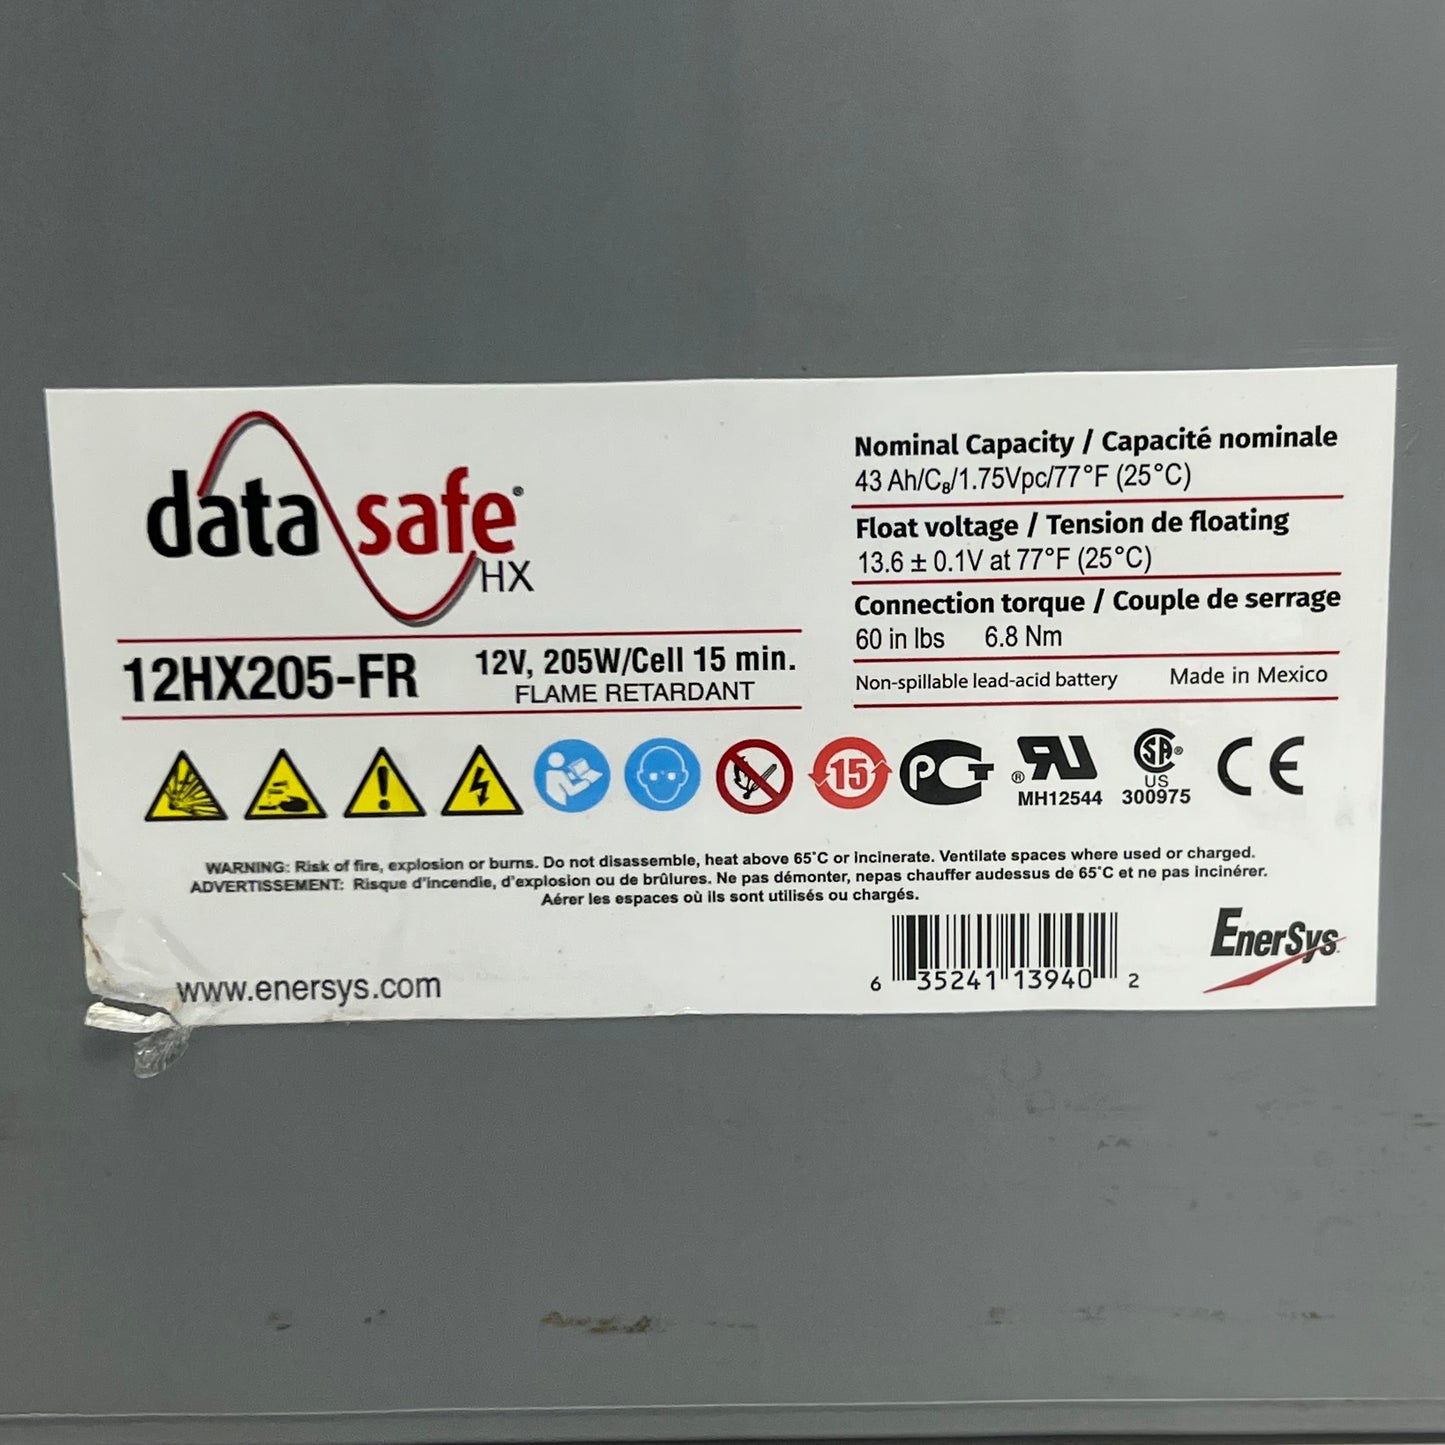 data safe®
HX
12HX205-FR
12V, 205W/Cell 15 min.
FLAME RETARDANT
Nominal Capacity / Capacité nominale
43 Ah/C₈/1.75Vpc/77°F (25°C)
Float voltage / Tension de floating
13.6 ± 0.1V at 77°F (25°C)
Connection torque / Couple de serrage
60 in lbs 6.8 Nm
Non-spillable lead-acid battery Made in Mexico
15
PCT
® RU
MH12544
SA®
US
300975
CE
WARNING: Risk of fire, explosion or burns. Do not disassemble, heat above 65°C or incinerate. Ventilate spaces where used or charged.
ADVERTISSEMENT: Risque d'incendie, d'explosion ou de brûlures. Ne pas démonter, nepas chauffer audessus de 65°C et ne pas incinérer.
Aérer les espaces où ils sont utilisés ou chargés.
www.enersys.com
6 35241 13940 2
EnerSys